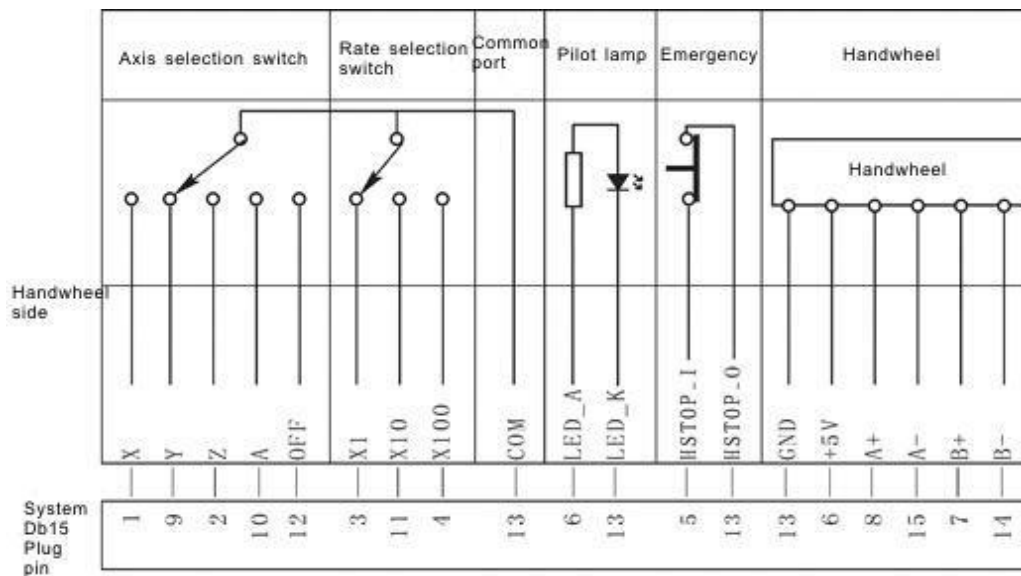 Axis selection switch
Rate selection
switch
Common
port
Pilot lamp
Emergency
Handwheel
Handwheel
Handwheel
side
X
Y
Z
A
OFF
X1
X10
X100
COM
LED_A
LED_K
HSTOP_I
HSTOP_O
GND
+5V
A+
A-
B+
B-
System
Db15
Plug
pin
1
9
2
10
12
3
11
4
13
6
13
5
13
13
6
8
15
7
14